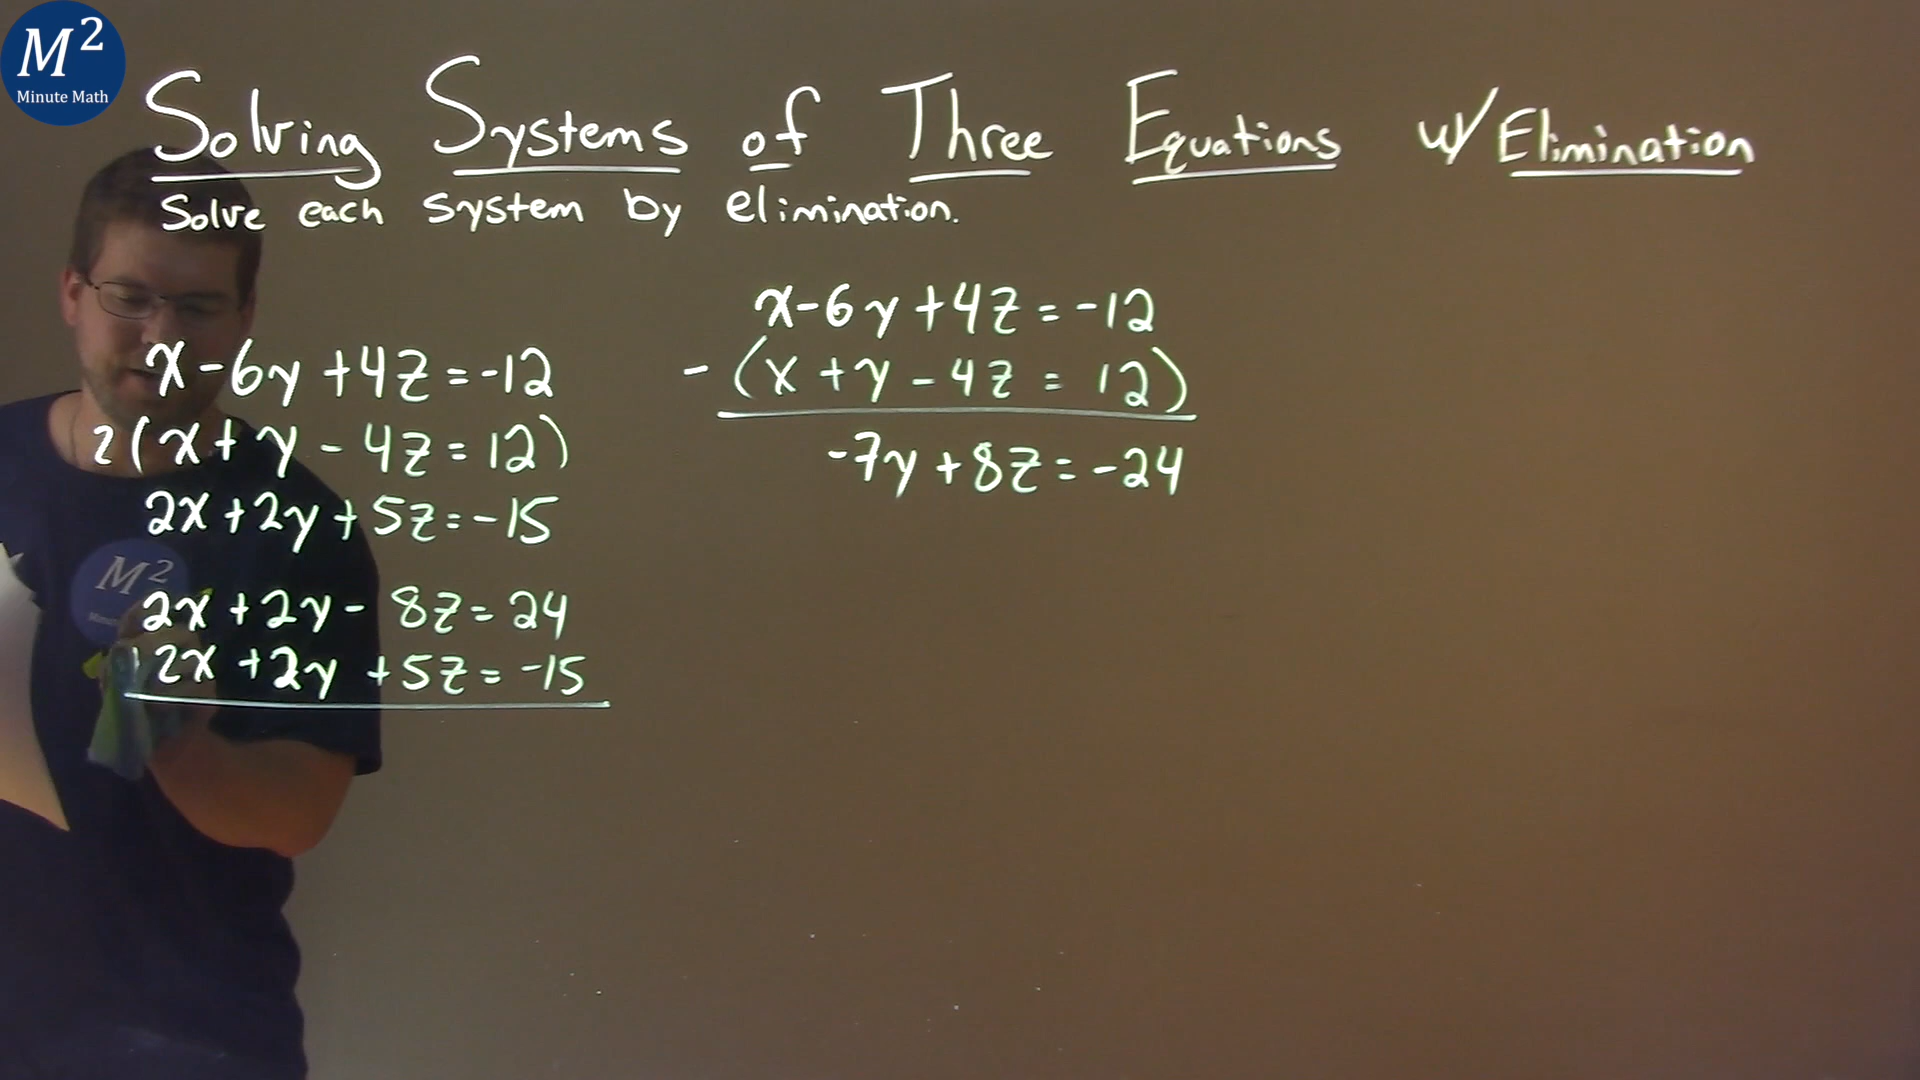 M²
Minute Math
Solving Systems of Three Equations w/ Elimination
Solve each system by elimination.
x-6y+4z=-12
2(x+y-4z=12)
2x+2y+5z=-15
2x+2y-8z=24
2x+2y+5z=-15
x-6y+4z=-12
-(x+y-4z=12)
-7y+8z=-24
M²